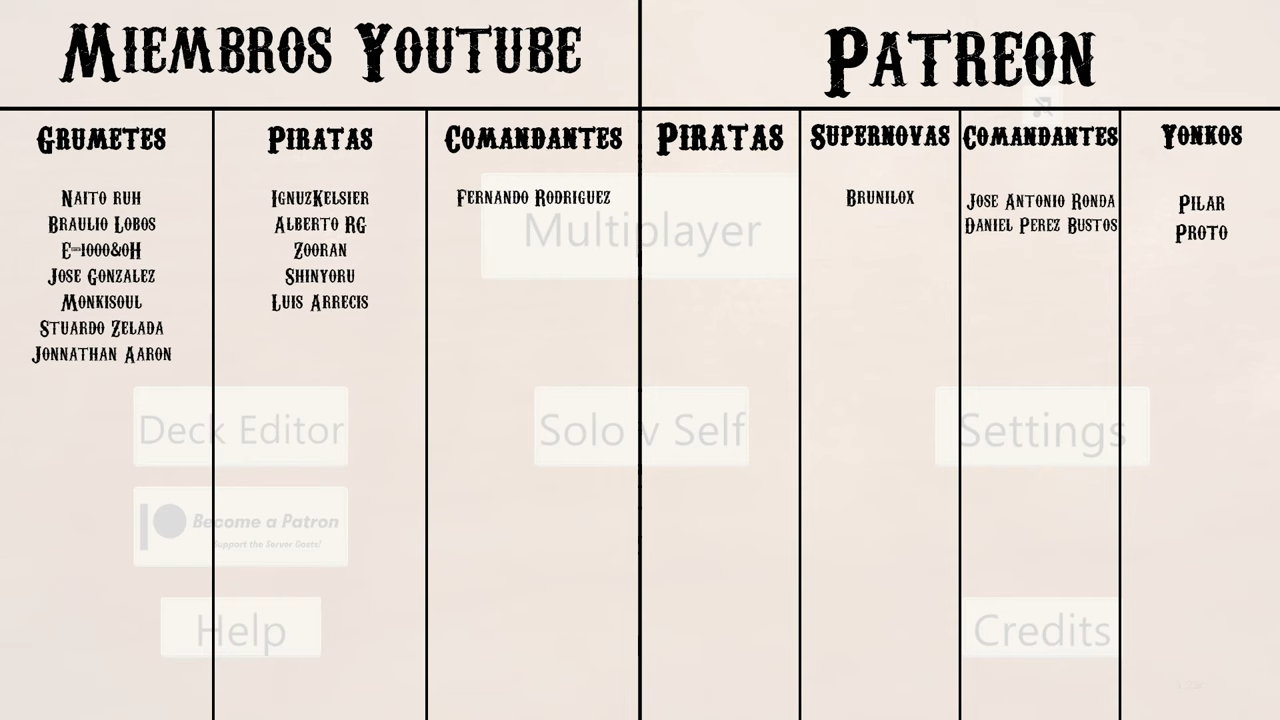 Miembros Youtube
Patreon
Grumetes
Naito ruh
Braulio Lobos
E=1000&0H
Jose Gonzalez
Monkisoul
Stuardo Zelada
Jonnathan Aaron
Piratas
IgnuzKelsier
Alberto RG
Zooran
Shinyoru
Luis Arrecis
Comandantes
Fernando Rodriguez
Piratas
Supernovas
Brunilox
Comandantes
Jose Antonio Ronda
Daniel Perez Bustos
Yonkos
Pilar
Proto
Multiplayer
Deck Editor
Solo v Self
Settings
Become a Patron
Support the Server Costs!
Help
Credits